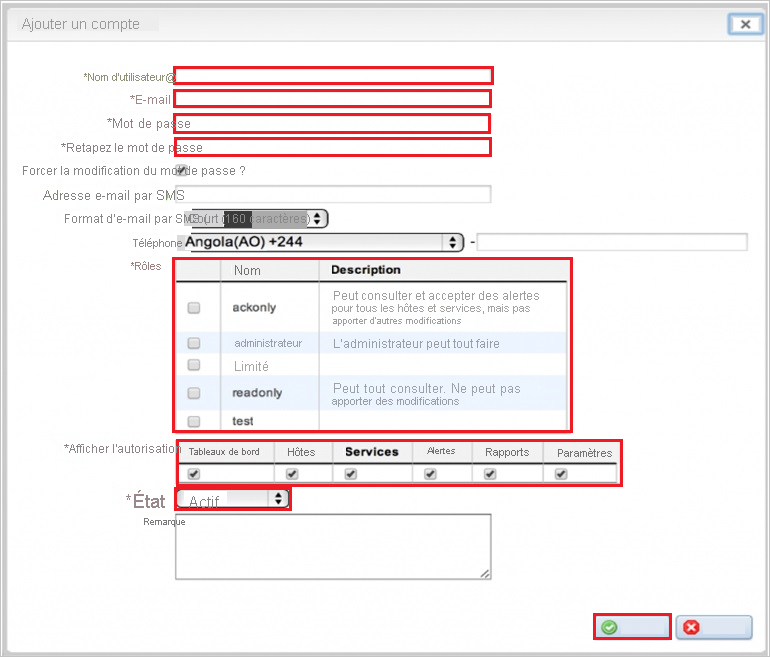 Ajouter un compte
*Nom d'utilisateur@
*E-mail
*Mot de passe
*Retapez le mot de passe
Forcer la modification du mot de passe ?
Adresse e-mail par SMS
Format d'e-mail par SMS ( Court (160 caractères)
Téléphone Angola(AO) +244 -
*Rôles Nom Description
ackonly Peut consulter et accepter des alertes
pour tous les hôtes et services, mais pas
apporter d'autres modifications
administrateur L'administrateur peut tout faire
Limité
readonly Peut tout consulter. Ne peut pas
apporter des modifications
test
*Afficher l'autorisation Tableaux de bord Hôtes Services Alertes Rapports Paramètres
*État Actif
Remarque